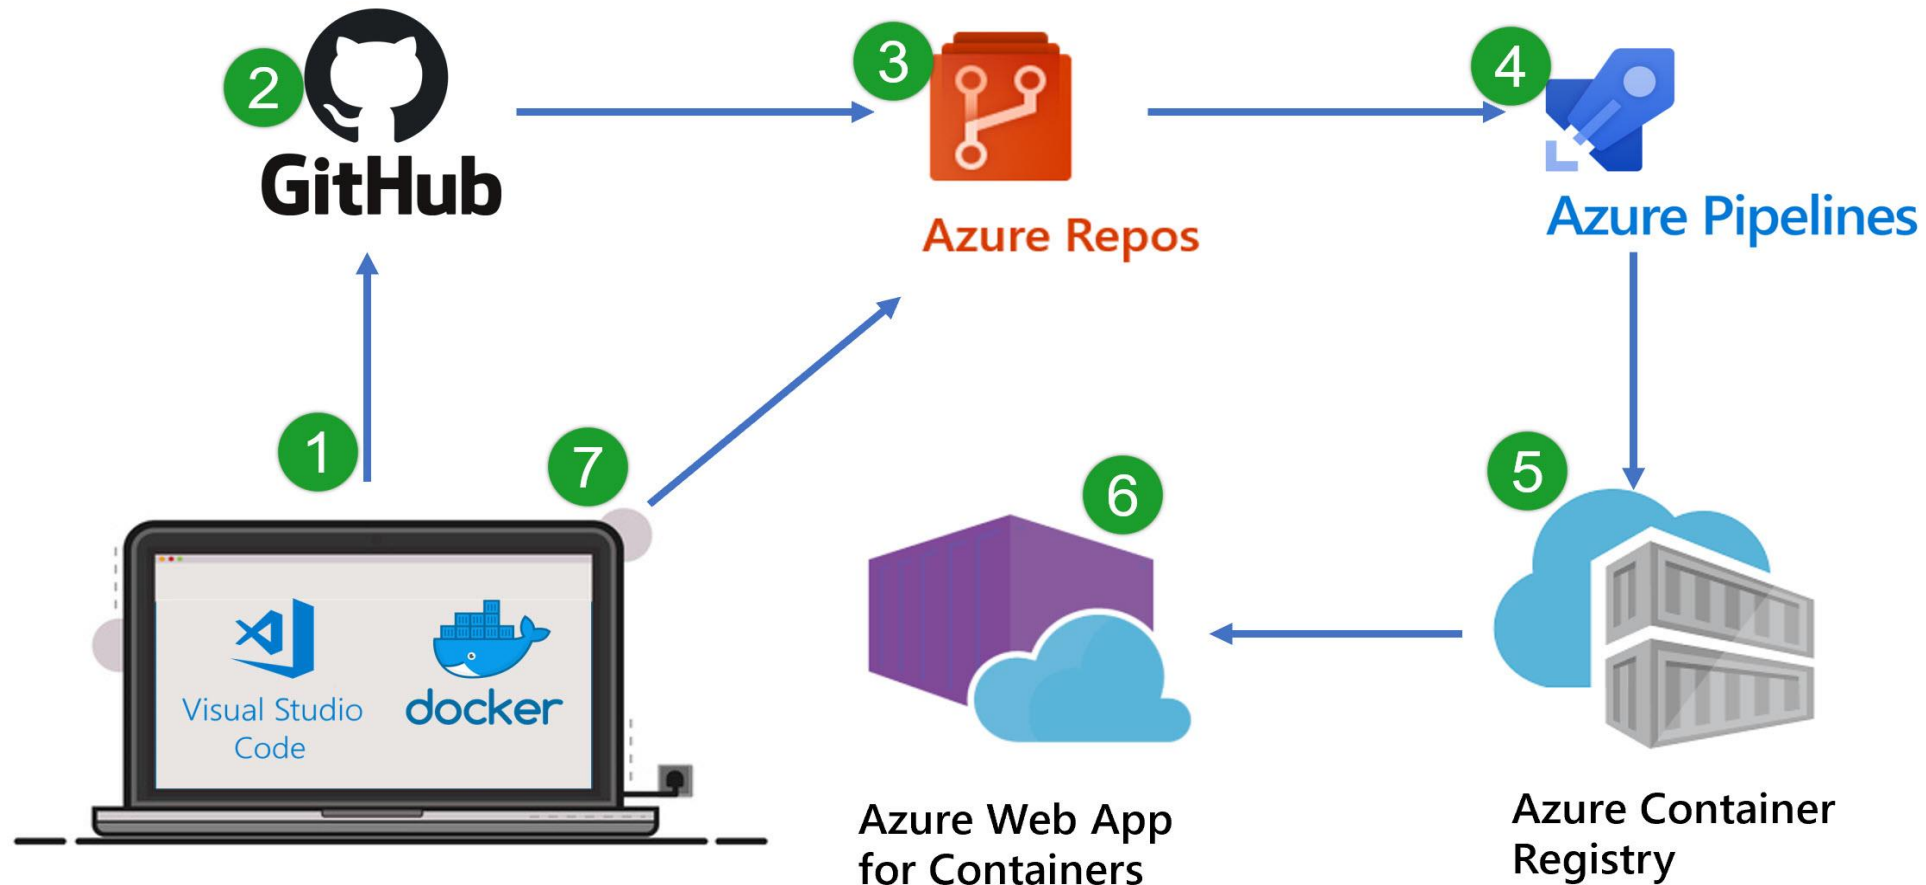 2
GitHub
3
Azure Repos
4
Azure Pipelines
1
7
Visual Studio
Code
docker
6
Azure Web App
for Containers
5
Azure Container
Registry